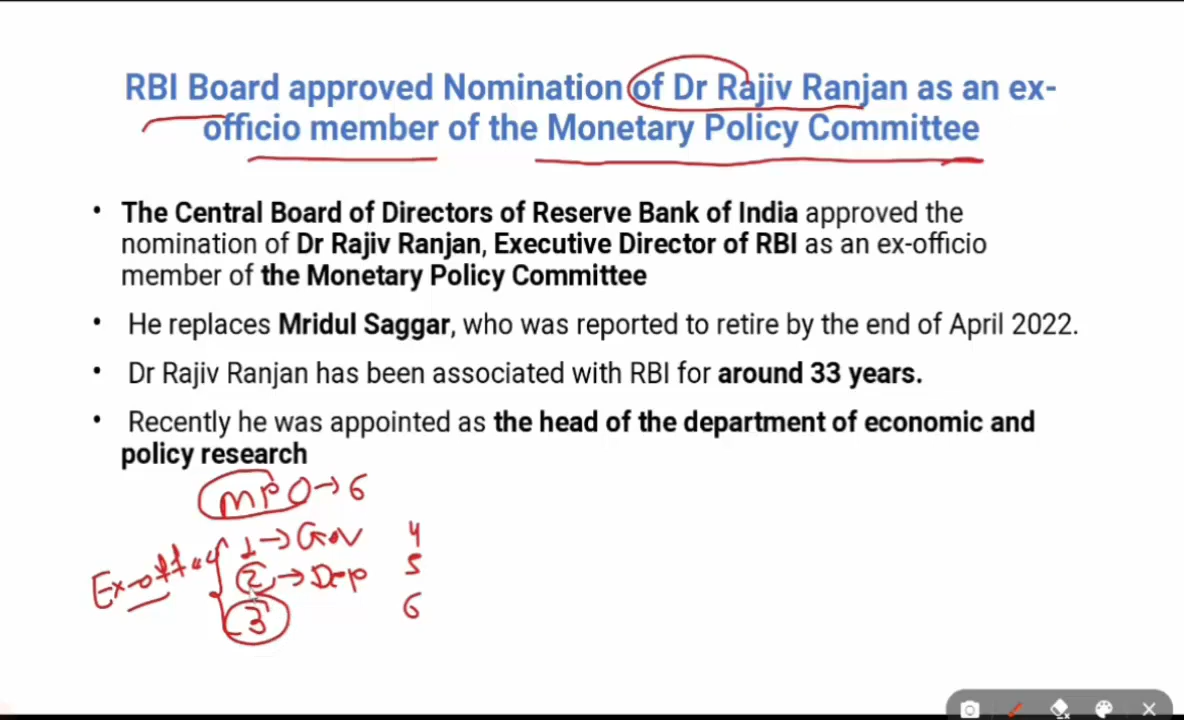 RBI Board approved Nomination of Dr Rajiv Ranjan as an ex-
officio member of the Monetary Policy Committee
• The Central Board of Directors of Reserve Bank of India approved the
nomination of Dr Rajiv Ranjan, Executive Director of RBI as an ex-officio
member of the Monetary Policy Committee
• He replaces Mridul Saggar, who was reported to retire by the end of April 2022.
• Dr Rajiv Ranjan has been associated with RBI for around 33 years.
• Recently he was appointed as the head of the department of economic and
policy research
→ 6
1 → Gov 4
2 → Dep 5
3 6